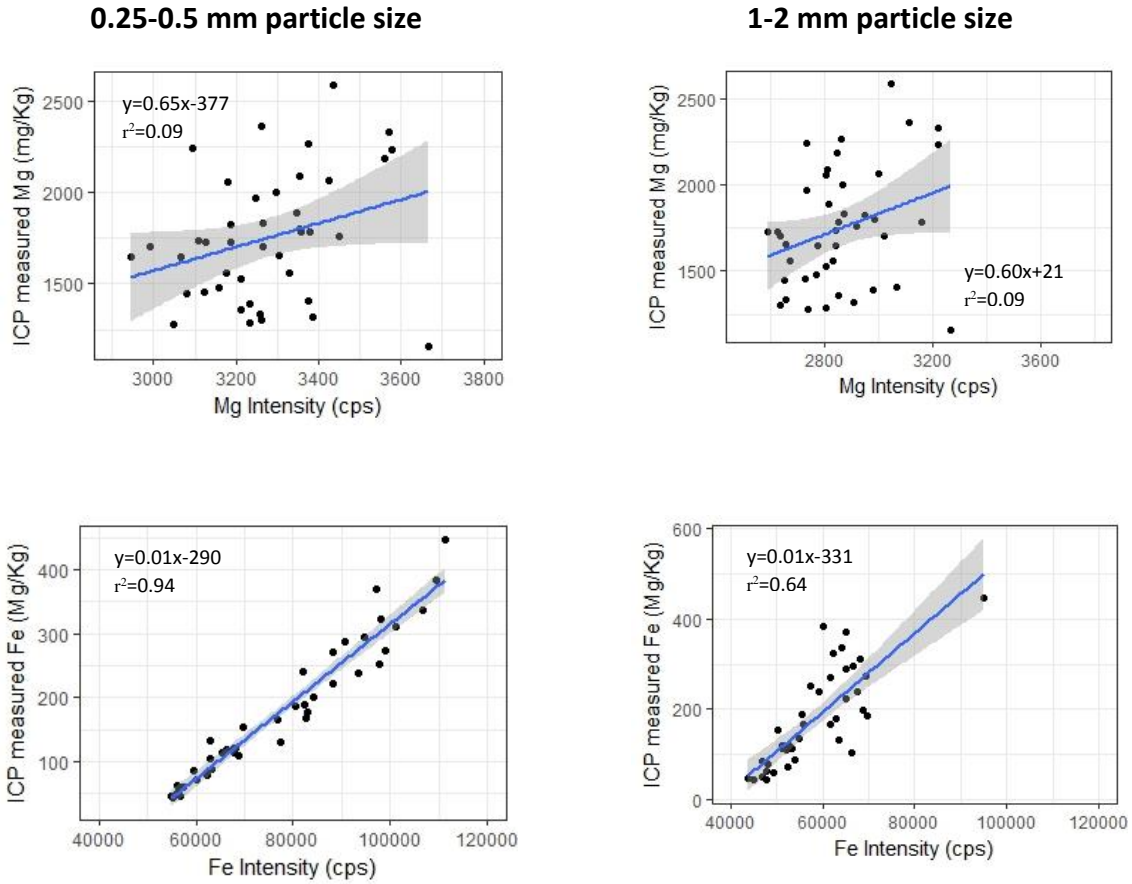 0.25-0.5 mm particle size
1-2 mm particle size
ICP measured Mg (mg/Kg)
2500
2000
1500
y=0.65x-377
r²=0.09
3000 3200 3400 3600 3800
Mg Intensity (cps)
ICP measured Mg (mg/Kg)
2500
2000
1500
y=0.60x+21
r²=0.09
2800 3200 3600
Mg Intensity (cps)
ICP measured Fe (Mg/Kg)
400
300
200
100
y=0.01x-290
r²=0.94
40000 60000 80000 100000 120000
Fe Intensity (cps)
ICP measured Fe (Mg/Kg)
600
400
200
0
y=0.01x-331
r²=0.64
40000 60000 80000 100000 120000
Fe Intensity (cps)